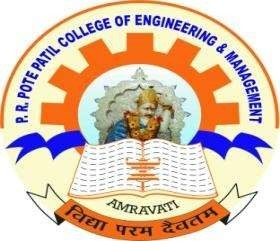 P. R. POTE PATIL COLLEGE OF ENGINEERING & MANAGEMENT
AMRAVATI
विद्या परम दैवतम